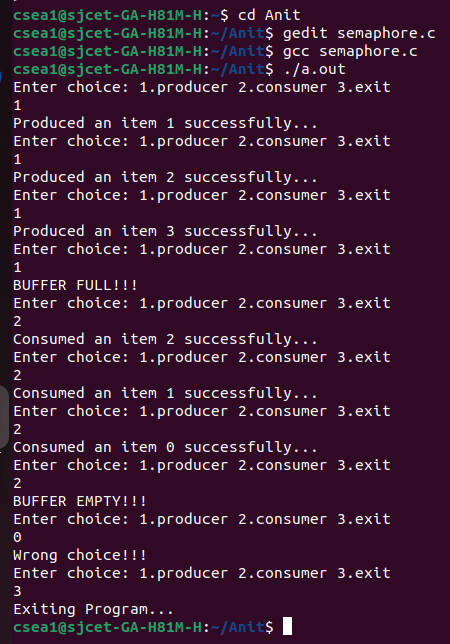 csea1@sjcet-GA-H81M-H:~$ cd Anit
csea1@sjcet-GA-H81M-H:~/Anit$ gedit semaphore.c
csea1@sjcet-GA-H81M-H:~/Anit$ gcc semaphore.c
csea1@sjcet-GA-H81M-H:~/Anit$ ./a.out
Enter choice: 1.producer 2.consumer 3.exit
1
Produced an item 1 successfully...
Enter choice: 1.producer 2.consumer 3.exit
1
Produced an item 2 successfully...
Enter choice: 1.producer 2.consumer 3.exit
1
Produced an item 3 successfully...
Enter choice: 1.producer 2.consumer 3.exit
1
BUFFER FULL!!!
Enter choice: 1.producer 2.consumer 3.exit
2
Consumed an item 2 successfully...
Enter choice: 1.producer 2.consumer 3.exit
2
Consumed an item 1 successfully...
Enter choice: 1.producer 2.consumer 3.exit
2
Consumed an item 0 successfully...
Enter choice: 1.producer 2.consumer 3.exit
2
BUFFER EMPTY!!!
Enter choice: 1.producer 2.consumer 3.exit
0
Wrong choice!!!
Enter choice: 1.producer 2.consumer 3.exit
3
Exiting Program...
csea1@sjcet-GA-H81M-H:~/Anit$